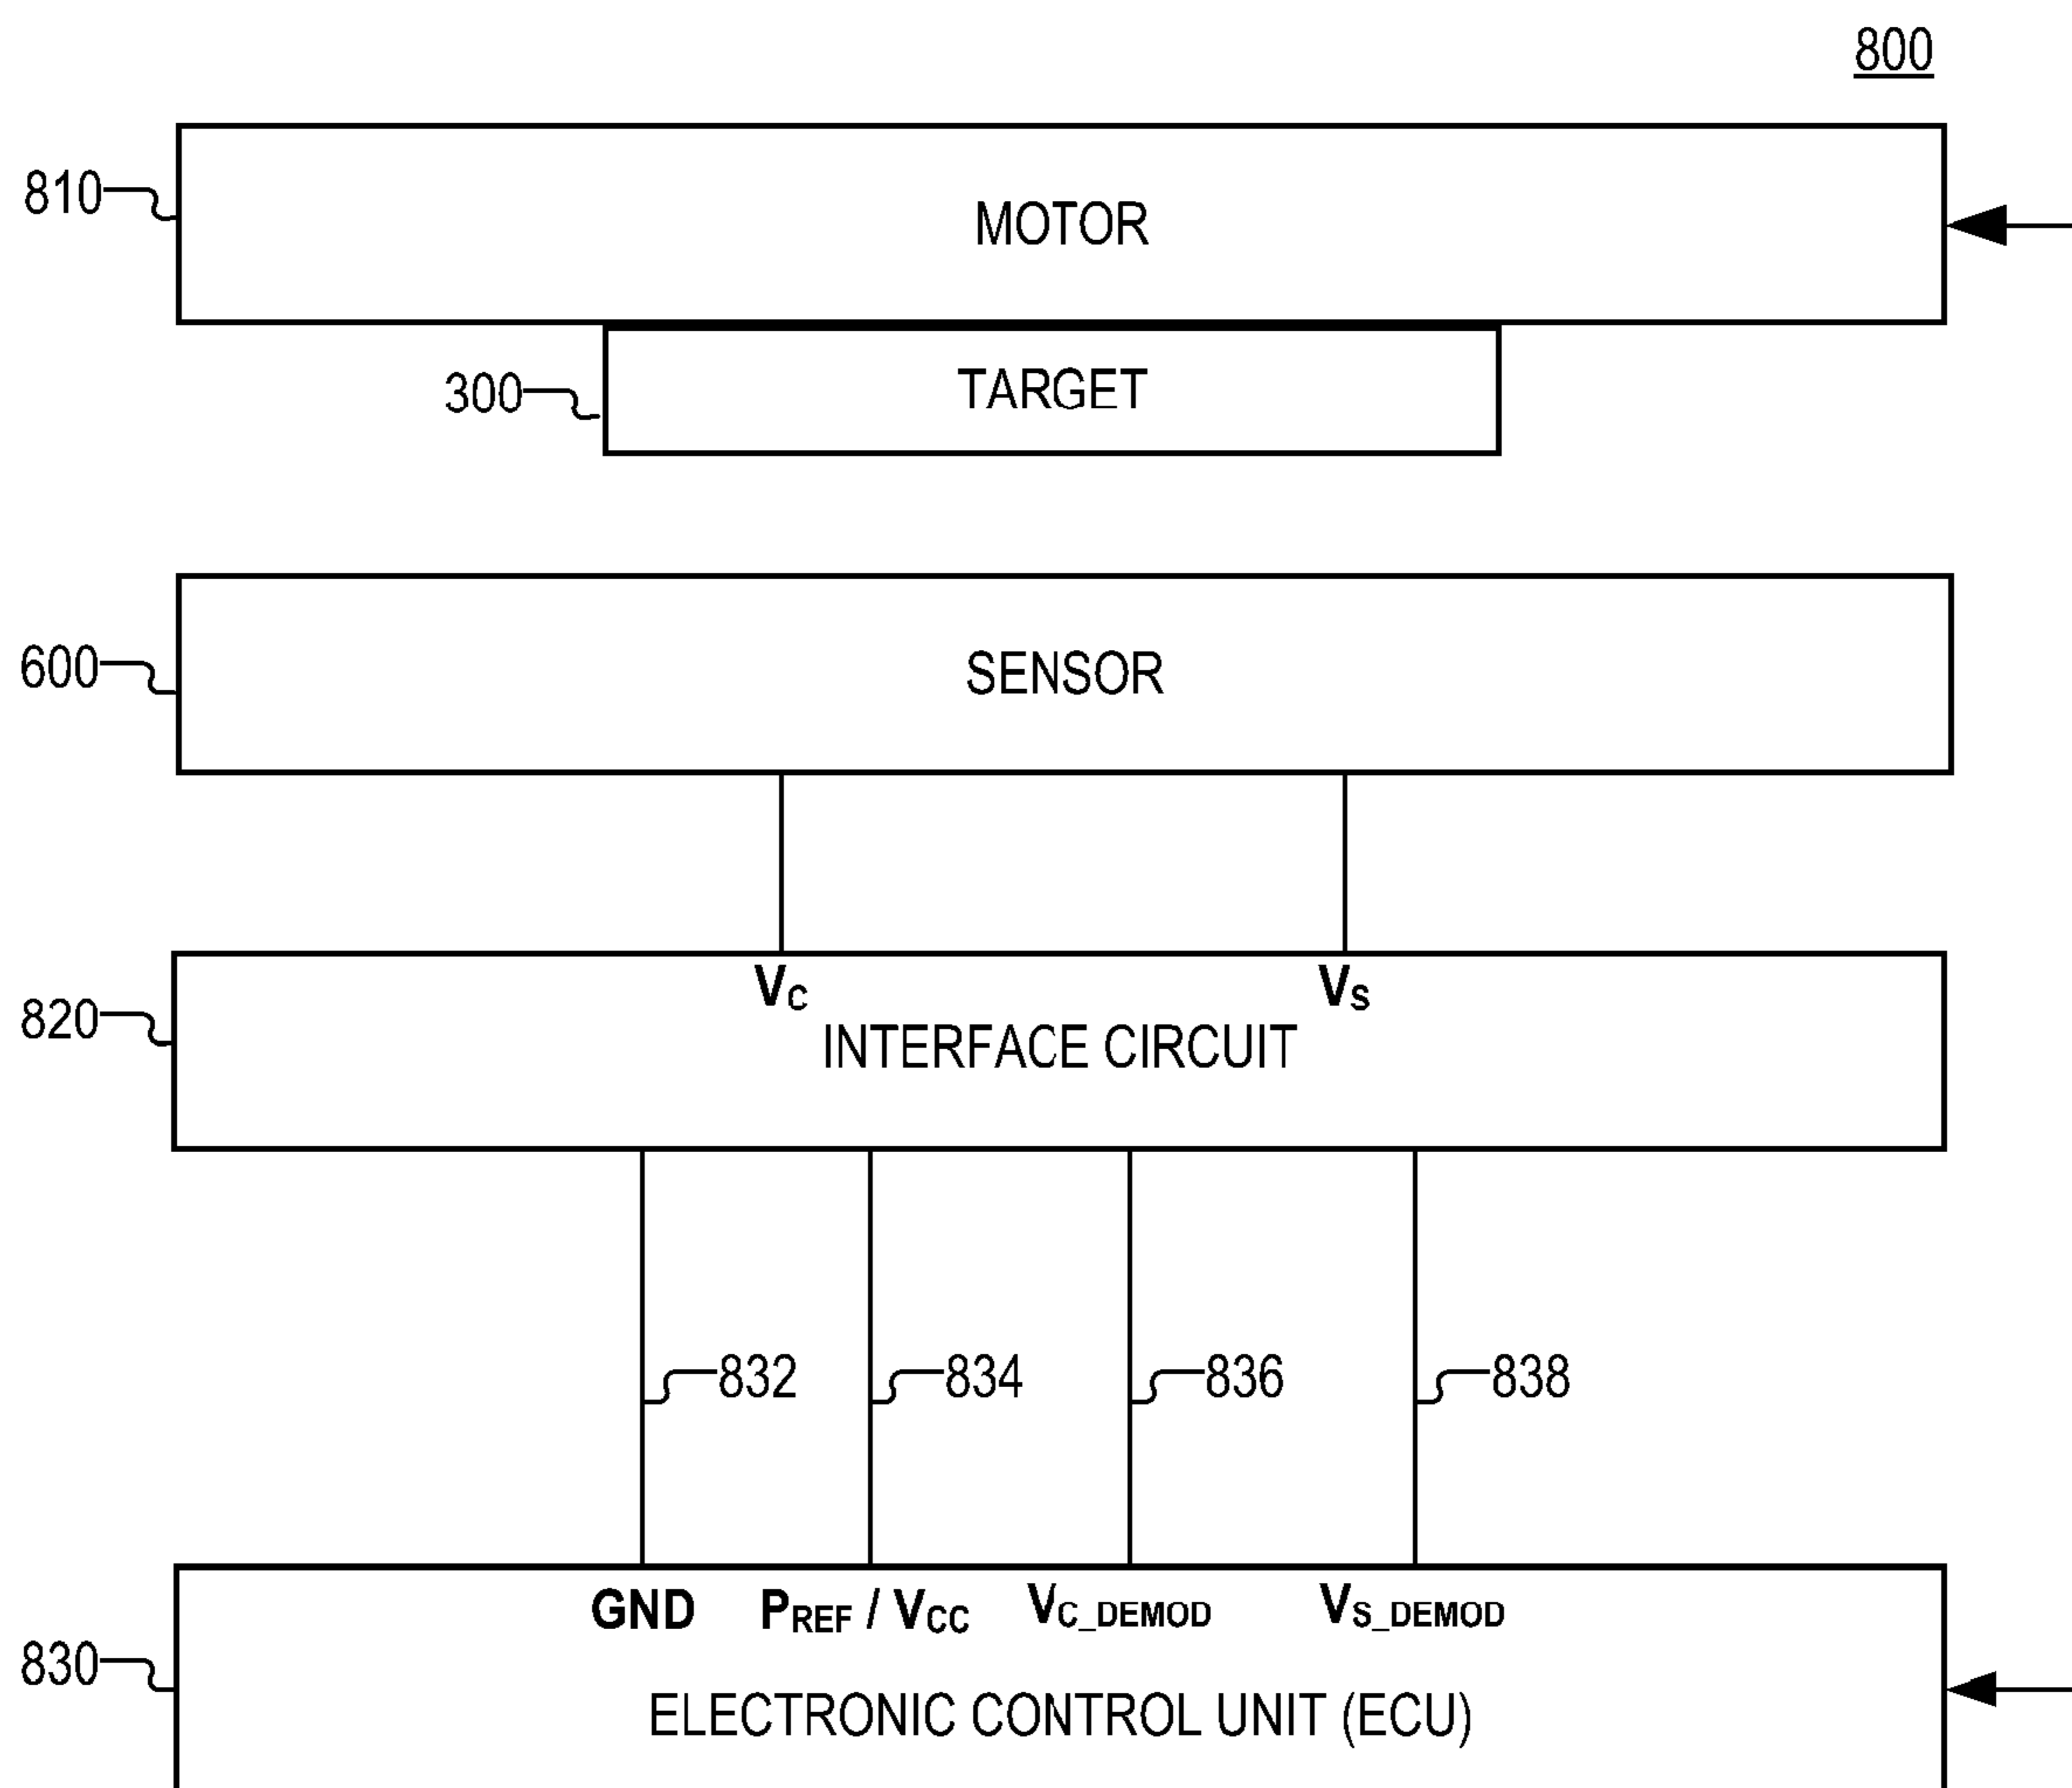 800
810
MOTOR
300
TARGET
600
SENSOR
VC
VS
820
INTERFACE CIRCUIT
832
834
836
838
GND
PREF / VCC
VC_DEMOD
VS_DEMOD
830
ELECTRONIC CONTROL UNIT (ECU)